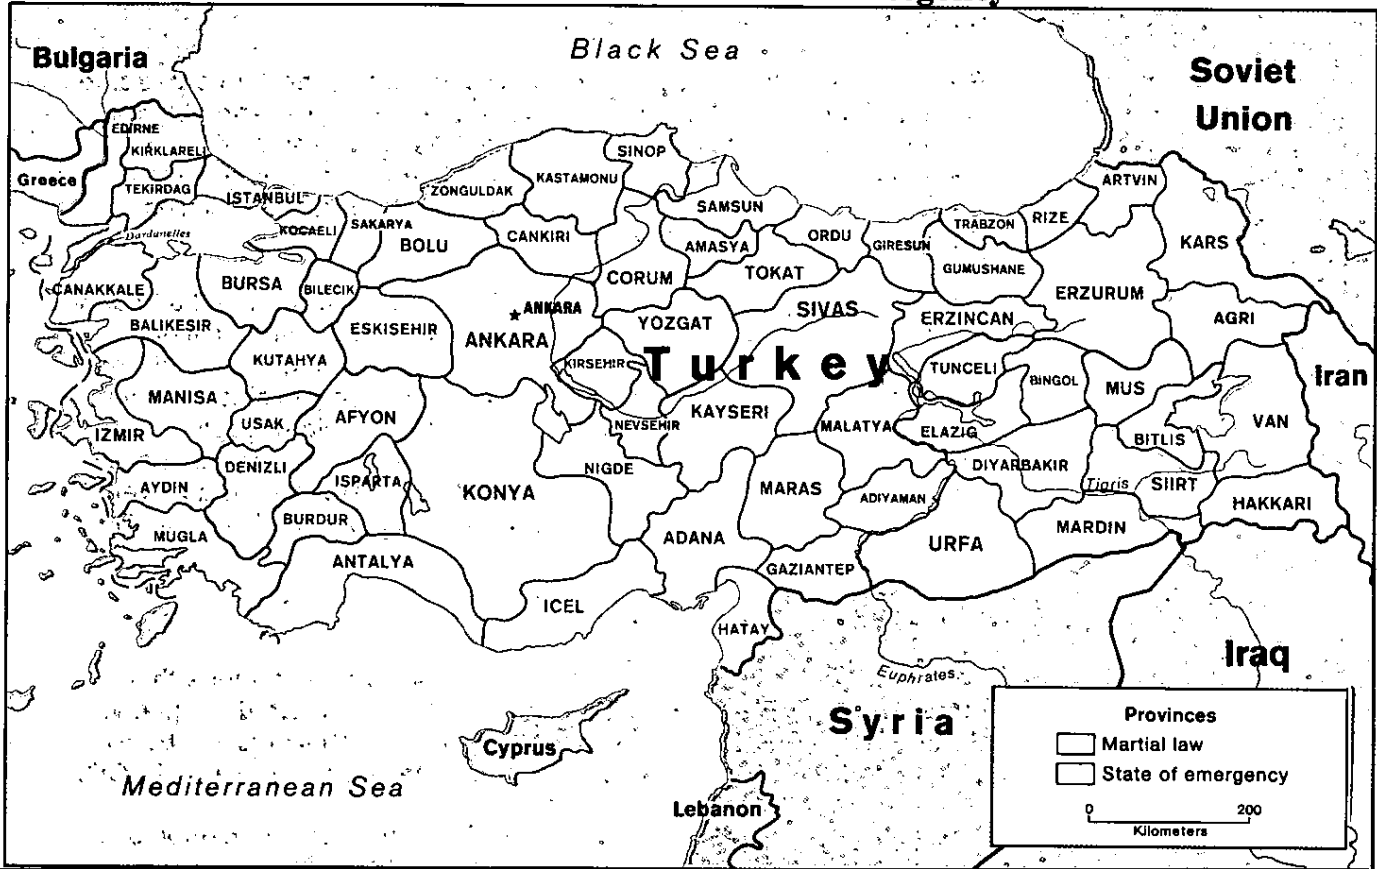 Black Sea
Bulgaria
Soviet
Union
EDIRNE
KIRKLARELI
Greece
TEKIRDAG
ISTANBUL
Dardanelles
KOCAELI
SAKARYA
ZONGULDAK
KASTAMONU
SINOP
BOLU
CANKIRI
SAMSUN
AMASYA
ORDU
GIRESUN
TRABZON
RIZE
ARTVIN
KARS
CANAKKALE
BURSA
BILECIK
CORUM
TOKAT
GUMUSHANE
ERZURUM
BALIKESIR
ESKISEHIR
ANKARA
ANKARA
YOZGAT
SIVAS
ERZINCAN
AGRI
KUTAHYA
KIRSEHIR
Turkey
TUNCELI
BINGOL
MUS
Iran
MANISA
USAK
AFYON
NEVSEHIR
KAYSERI
MALATYA
ELAZIG
BITLIS
VAN
IZMIR
DENIZLI
ISPARTA
KONYA
NIGDE
MARAS
ADIYAMAN
DIYARBAKIR
Tigris
SIIRT
HAKKARI
AYDIN
MUGLA
BURDUR
ANTALYA
ICEL
ADANA
GAZIANTEP
URFA
MARDIN
HATAY
Iraq
Euphrates
Syria
Cyprus
Mediterranean Sea
Lebanon
Provinces
Martial law
State of emergency
0 200
Kilometers